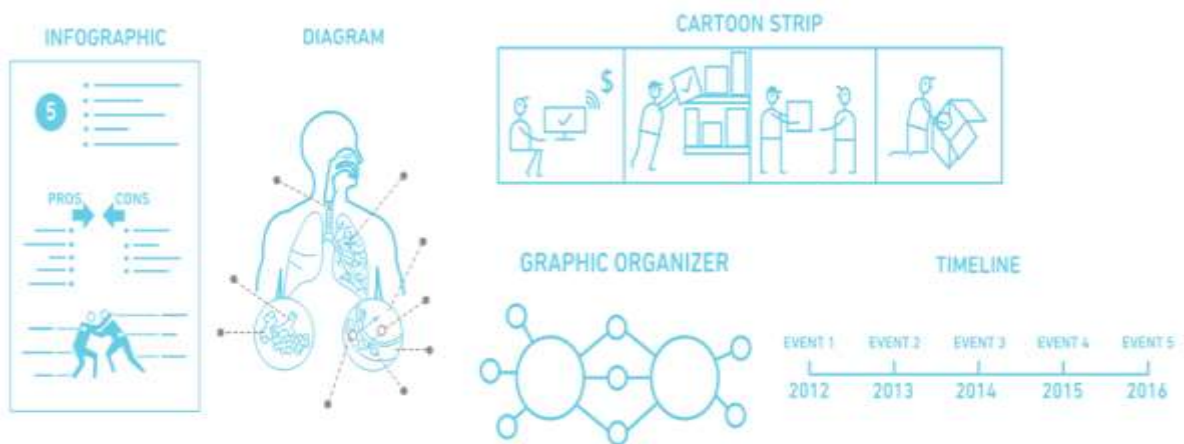 INFOGRAPHIC
5
PROS
CONS
DIAGRAM
CARTOON STRIP
$
GRAPHIC ORGANIZER
TIMELINE
EVENT 1 EVENT 2 EVENT 3 EVENT 4 EVENT 5
2012 2013 2014 2015 2016